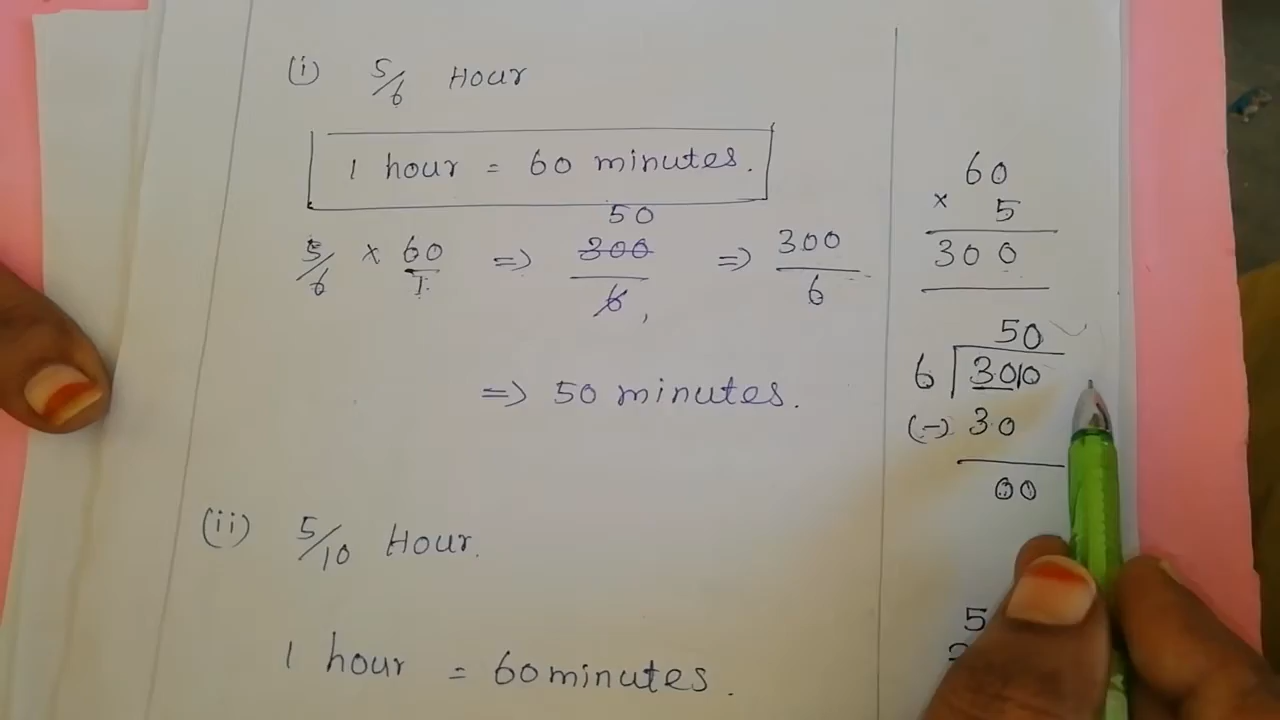 (i) 5/6 Hour
1 hour = 60 minutes.
50
5/6 × 60/1 => 300/6 => 300/6
=> 50 minutes.
(ii) 5/10 Hour.
1 hour = 60 minutes.
60
× 5
300
50
6 300
(-) 30
00
5